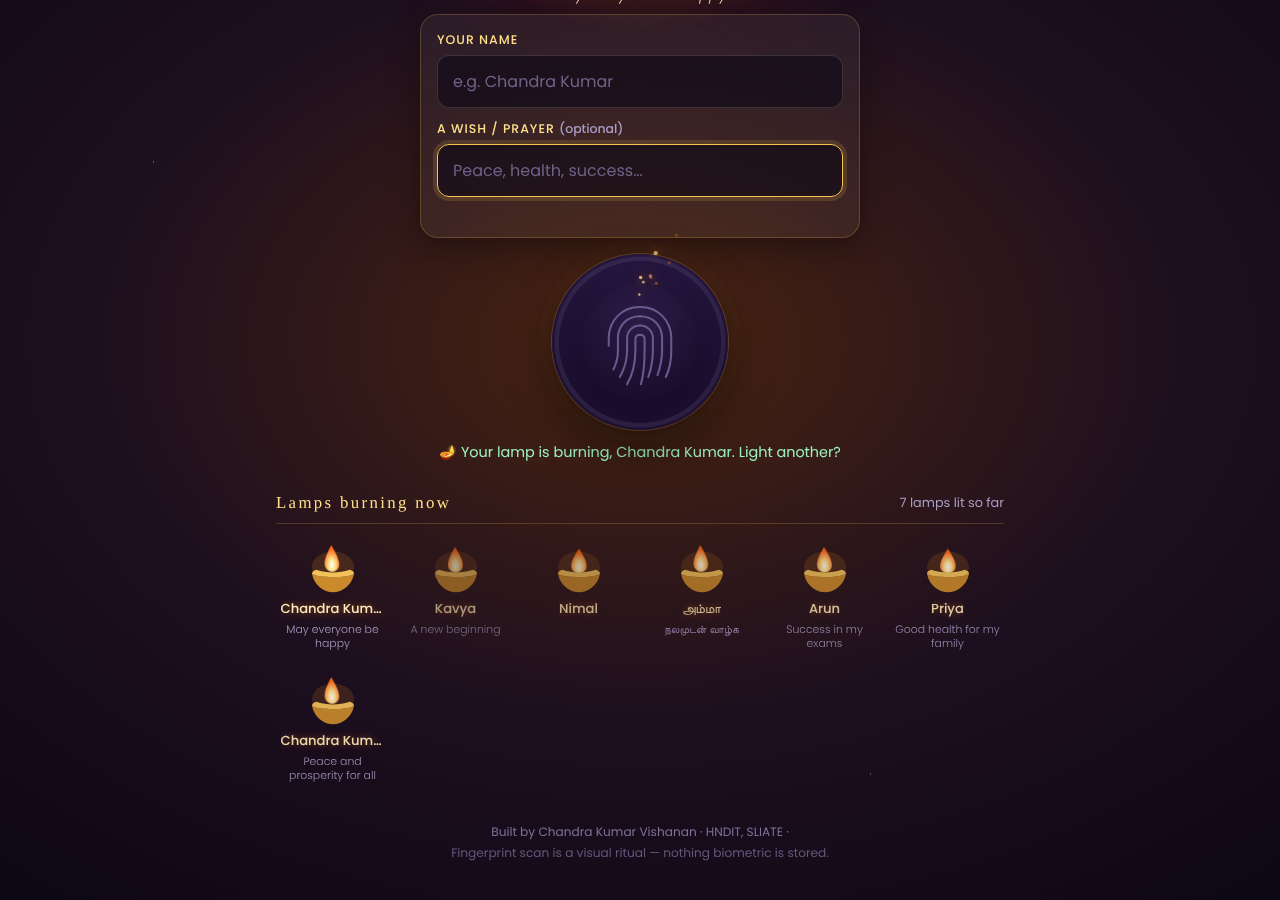 YOUR NAME
e.g. Chandra Kumar
A WISH / PRAYER (optional)
Peace, health, success...
Your lamp is burning, Chandra Kumar. Light another?
Lamps burning now
7 lamps lit so far
Chandra Kum...
May everyone be
happy
Kavya
A new beginning
Nimal
அம்மா
நலமுடன் வாழ்க
Arun
Success in my
exams
Priya
Good health for my
family
Chandra Kum...
Peace and
prosperity for all
Built by Chandra Kumar Vishanan · HNDIT, SLIATE ·
Fingerprint scan is a visual ritual — nothing biometric is stored.